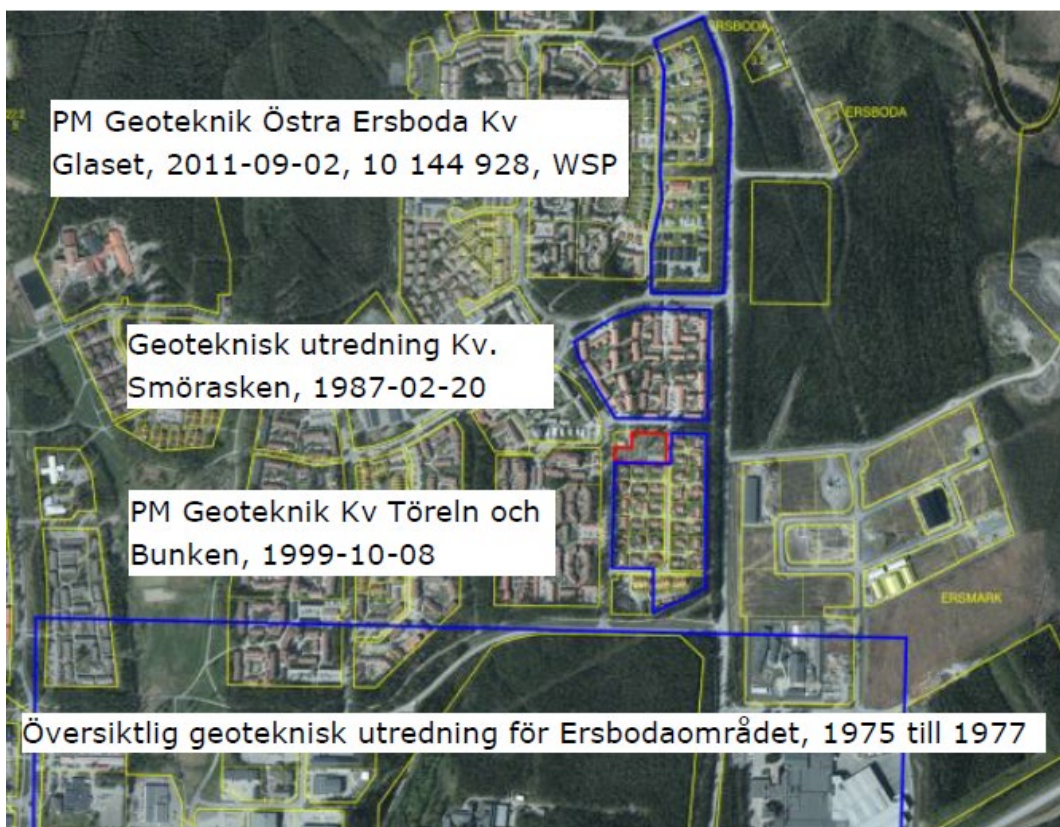 ERSBODA
ERSBODA
PM Geoteknik Östra Ersboda Kv
Glaset, 2011-09-02, 10 144 928, WSP
Geoteknisk utredning Kv.
Smörasken, 1987-02-20
PM Geoteknik Kv Töreln och
Bunken, 1999-10-08
ERSMARK
Översiktlig geoteknisk utredning för Ersbodaområdet, 1975 till 1977